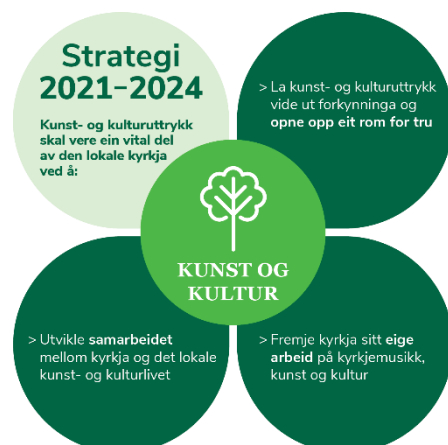 Strategi
2021–2024
Kunst- og kulturuttrykk
skal vere ein vital del
av den lokale kyrkja
ved å:
> La kunst- og kulturuttrykk
vide ut forkynninga og
opne opp eit rom for tru
KUNST OG
KULTUR
> Utvikle samarbeidet
mellom kyrkja og det lokale
kunst- og kulturlivet
> Fremje kyrkja sitt eige
arbeid på kyrkjemusikk,
kunst og kultur